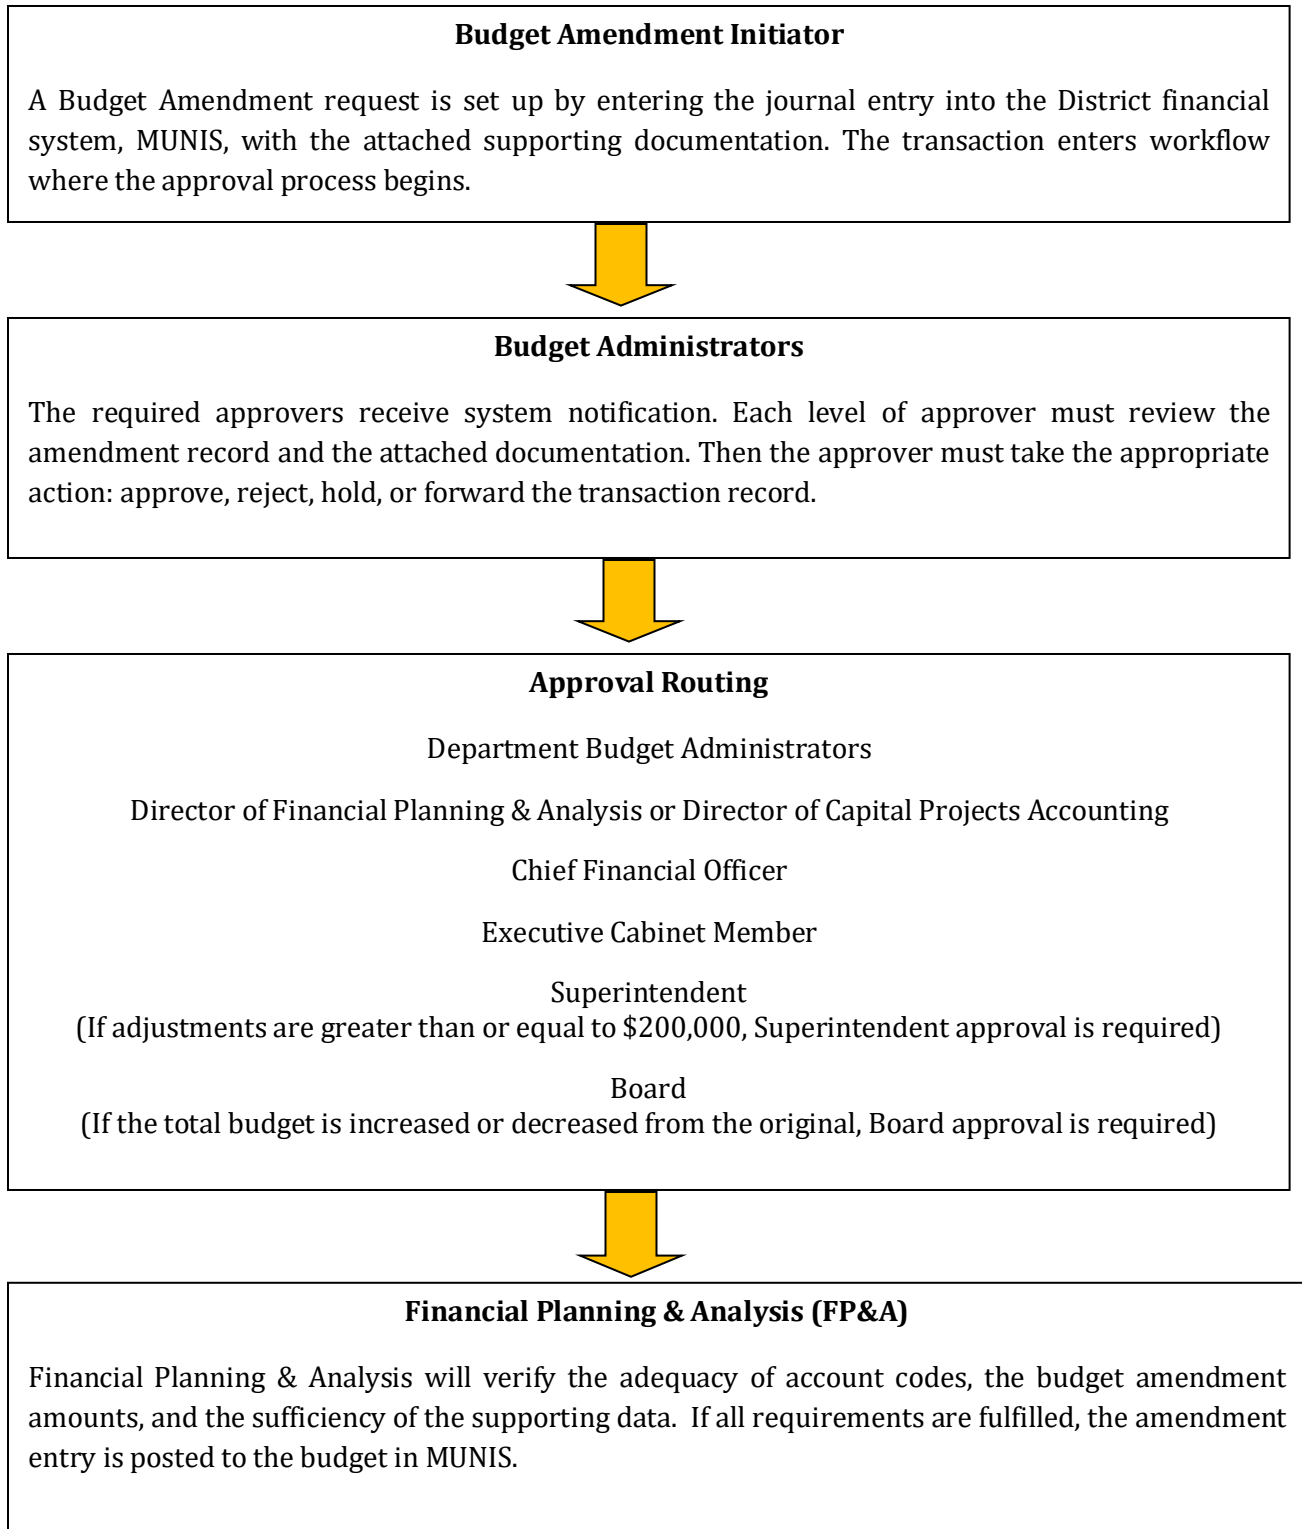 Budget Amendment Initiator
A Budget Amendment request is set up by entering the journal entry into the District financial
system, MUNIS, with the attached supporting documentation. The transaction enters workflow
where the approval process begins.
Budget Administrators
The required approvers receive system notification. Each level of approver must review the
amendment record and the attached documentation. Then the approver must take the appropriate
action: approve, reject, hold, or forward the transaction record.
Approval Routing
Department Budget Administrators
Director of Financial Planning & Analysis or Director of Capital Projects Accounting
Chief Financial Officer
Executive Cabinet Member
Superintendent
(If adjustments are greater than or equal to $200,000, Superintendent approval is required)
Board
(If the total budget is increased or decreased from the original, Board approval is required)
Financial Planning & Analysis (FP&A)
Financial Planning & Analysis will verify the adequacy of account codes, the budget amendment
amounts, and the sufficiency of the supporting data. If all requirements are fulfilled, the amendment
entry is posted to the budget in MUNIS.